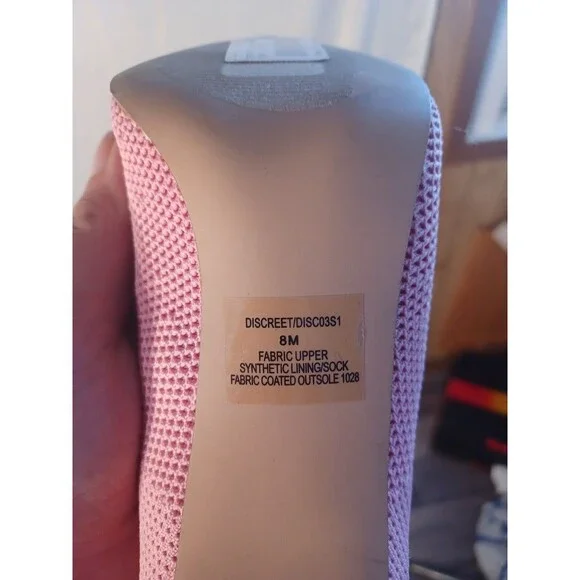 DISCREET/DISC03S1
8M
FABRIC UPPER
SYNTHETIC LINING/SOCK
FABRIC COATED OUTSOLE 1028